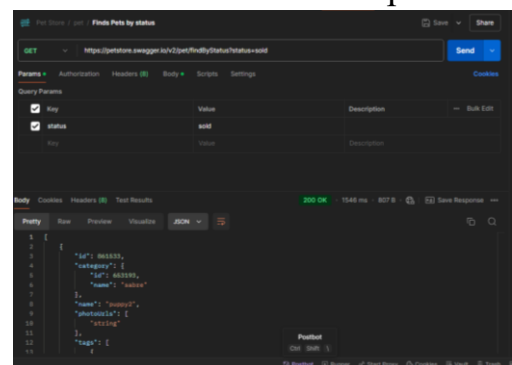 Pet Store / pet / Finds Pets by status
Save
Share
GET
https://petstore.swagger.io/v2/pet/findByStatus?status=sold
Send
Params
Authorization
Headers (8)
Body
Scripts
Settings
Cookies
Query Params
Key
Value
Description
Bulk Edit
status
sold
Key
Value
Description
Body
Cookies
Headers (8)
Test Results
200 OK
1546 ms
807 B
Save Response
Pretty
Raw
Preview
Visualize
JSON
1 [
2 {
3 "id": 861633,
4 "category": {
5 "id": 653193,
6 "name": "sabos"
7 },
8 "name": "puppy2",
9 "photoUrls": [
10 "string"
11 ],
12 "tags": [
13 {
Postbot
Ctrl Shift \